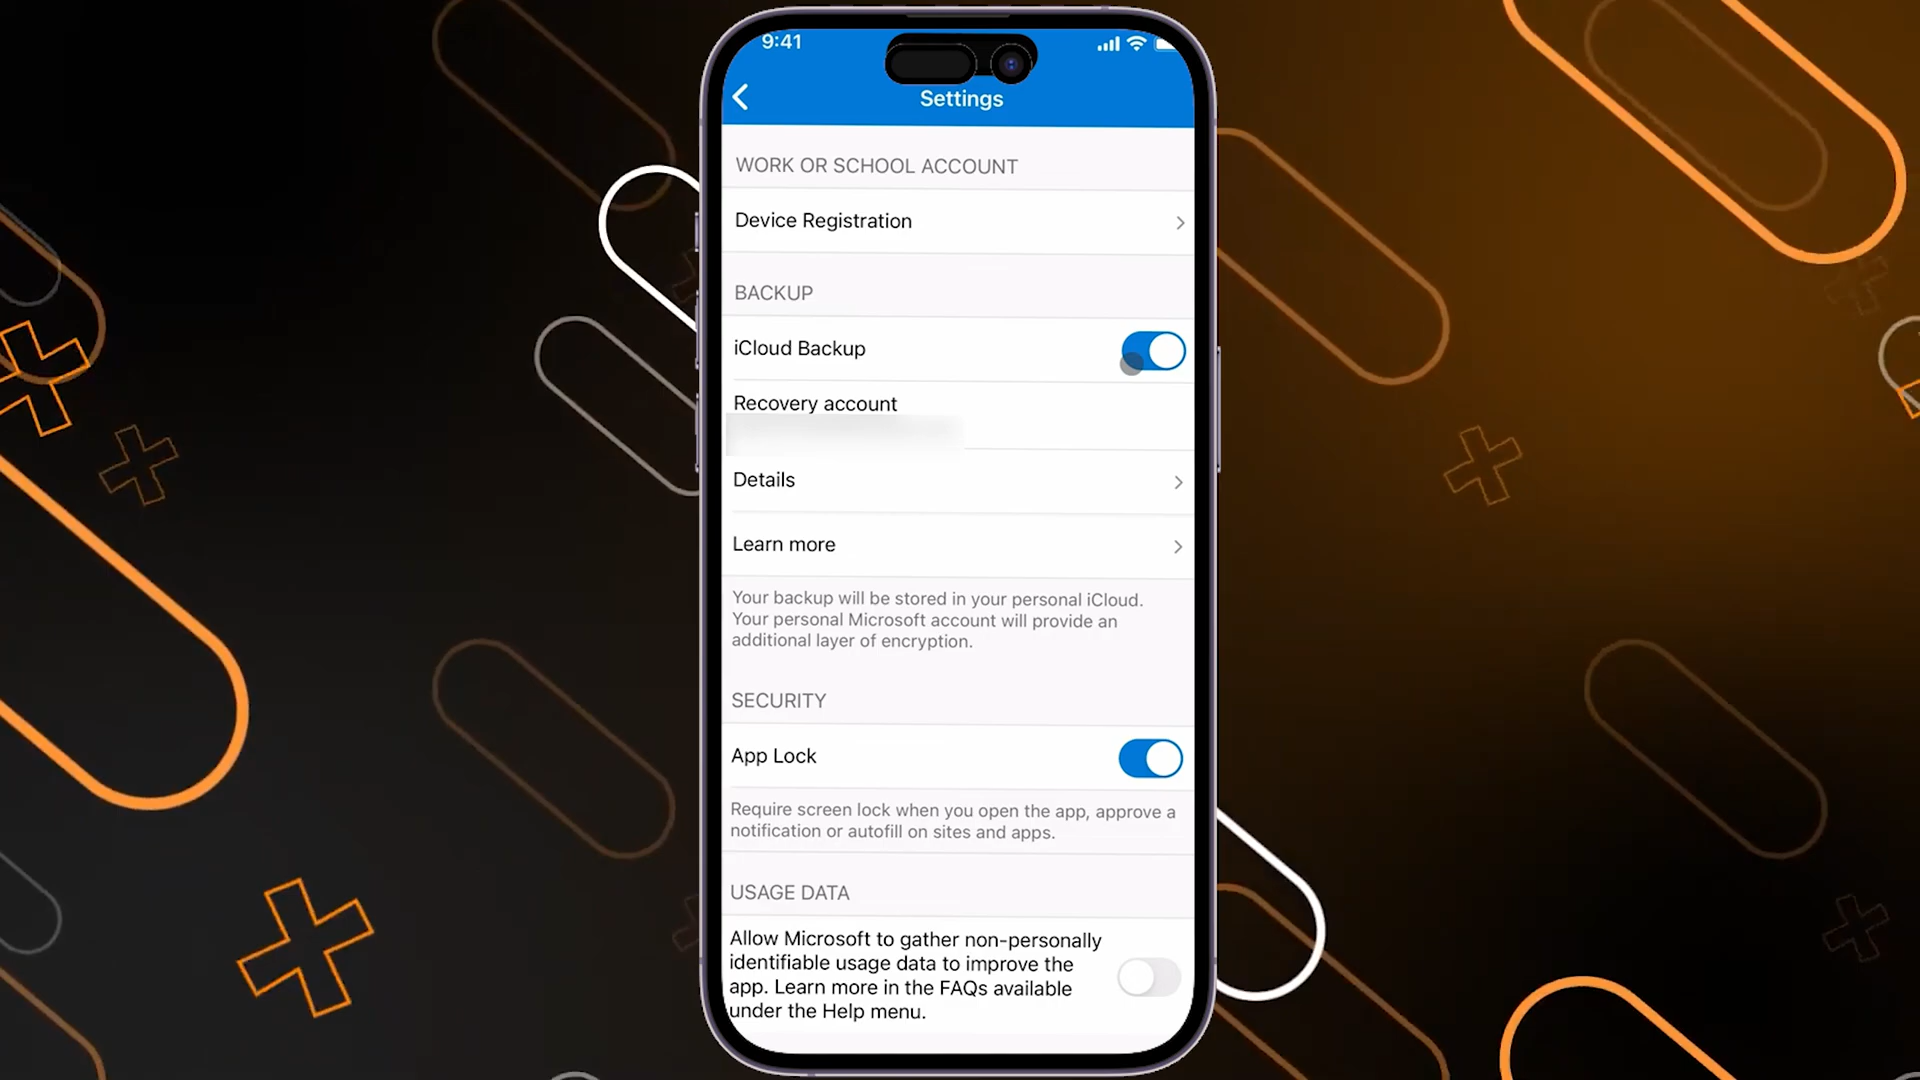 9:41
Settings
WORK OR SCHOOL ACCOUNT
Device Registration
BACKUP
iCloud Backup
Recovery account
Details
Learn more
Your backup will be stored in your personal iCloud.
Your personal Microsoft account will provide an
additional layer of encryption.
SECURITY
App Lock
Require screen lock when you open the app, approve a
notification or autofill on sites and apps.
USAGE DATA
Allow Microsoft to gather non-personally
identifiable usage data to improve the
app. Learn more in the FAQs available
under the Help menu.